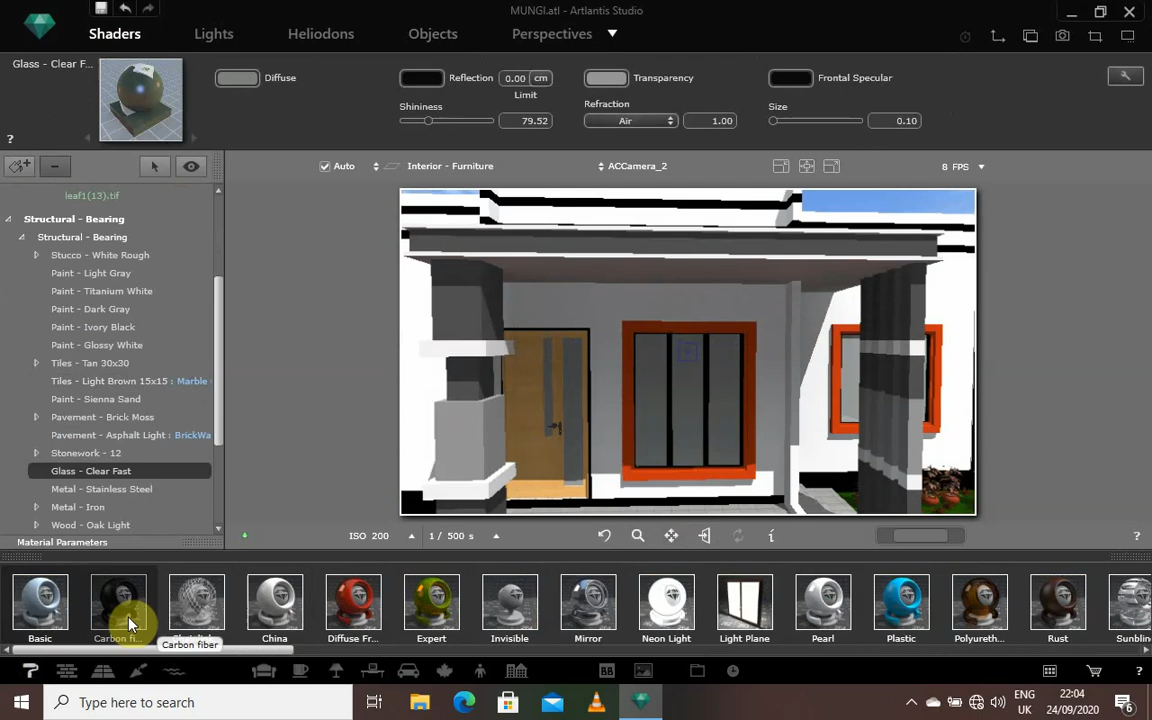 MUNGI.atl - Artlantis Studio
Shaders
Lights
Heliodons
Objects
Perspectives
Glass - Clear F...
Diffuse
Reflection
0.00 cm
Limit
Shininess
79.52
Transparency
Refraction
Air
1.00
Frontal Specular
Size
0.10
?
Auto
Interior - Furniture
ACCamera_2
8 FPS
leaf1(13).tif
Structural - Bearing
Structural - Bearing
Stucco - White Rough
Paint - Light Gray
Paint - Titanium White
Paint - Dark Gray
Paint - Ivory Black
Paint - Glossy White
Tiles - Tan 30x30
Tiles - Light Brown 15x15 : Marble
Paint - Sienna Sand
Pavement - Brick Moss
Pavement - Asphalt Light : BrickWa
Stonework - 12
Glass - Clear Fast
Metal - Stainless Steel
Metal - Iron
Wood - Oak Light
Material Parameters
ISO 200
1 / 500 s
i
?
Basic
Carbon fi...
China
Diffuse Fr...
Expert
Invisible
Mirror
Neon Light
Light Plane
Pearl
Plastic
Polyureth...
Rust
Sunblin
Carbon fiber
BB
?
Type here to search
ENG
UK
22:04
24/09/2020
6